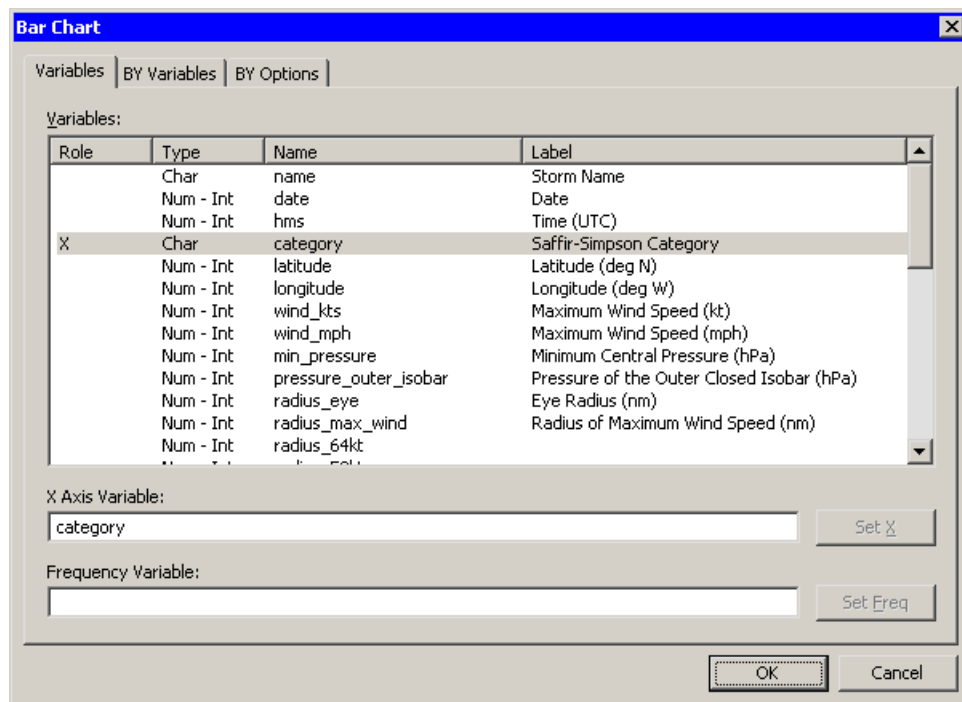 Bar Chart
Variables BY Variables BY Options
Variables:
Role Type Name Label
Char name Storm Name
Num - Int date Date
Num - Int hms Time (UTC)
X Char category Saffir-Simpson Category
Num - Int latitude Latitude (deg N)
Num - Int longitude Longitude (deg W)
Num - Int wind_kts Maximum Wind Speed (kt)
Num - Int wind_mph Maximum Wind Speed (mph)
Num - Int min_pressure Minimum Central Pressure (hPa)
Num - Int pressure_outer_isobar Pressure of the Outer Closed Isobar (hPa)
Num - Int radius_eye Eye Radius (nm)
Num - Int radius_max_wind Radius of Maximum Wind Speed (nm)
Num - Int radius_64kt
X Axis Variable:
category Set X
Frequency Variable:
Set Freq
OK Cancel